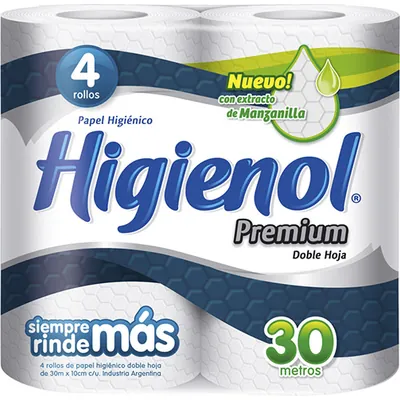 4
rollos
Nuevo!
con extracto
de Manzanilla
Papel Higiénico
Higienol®
Premium
Doble Hoja
siempre
rinde más
4 rollos de papel higiénico doble hoja
de 30m x 10cm c/u. Industria Argentina
30
metros